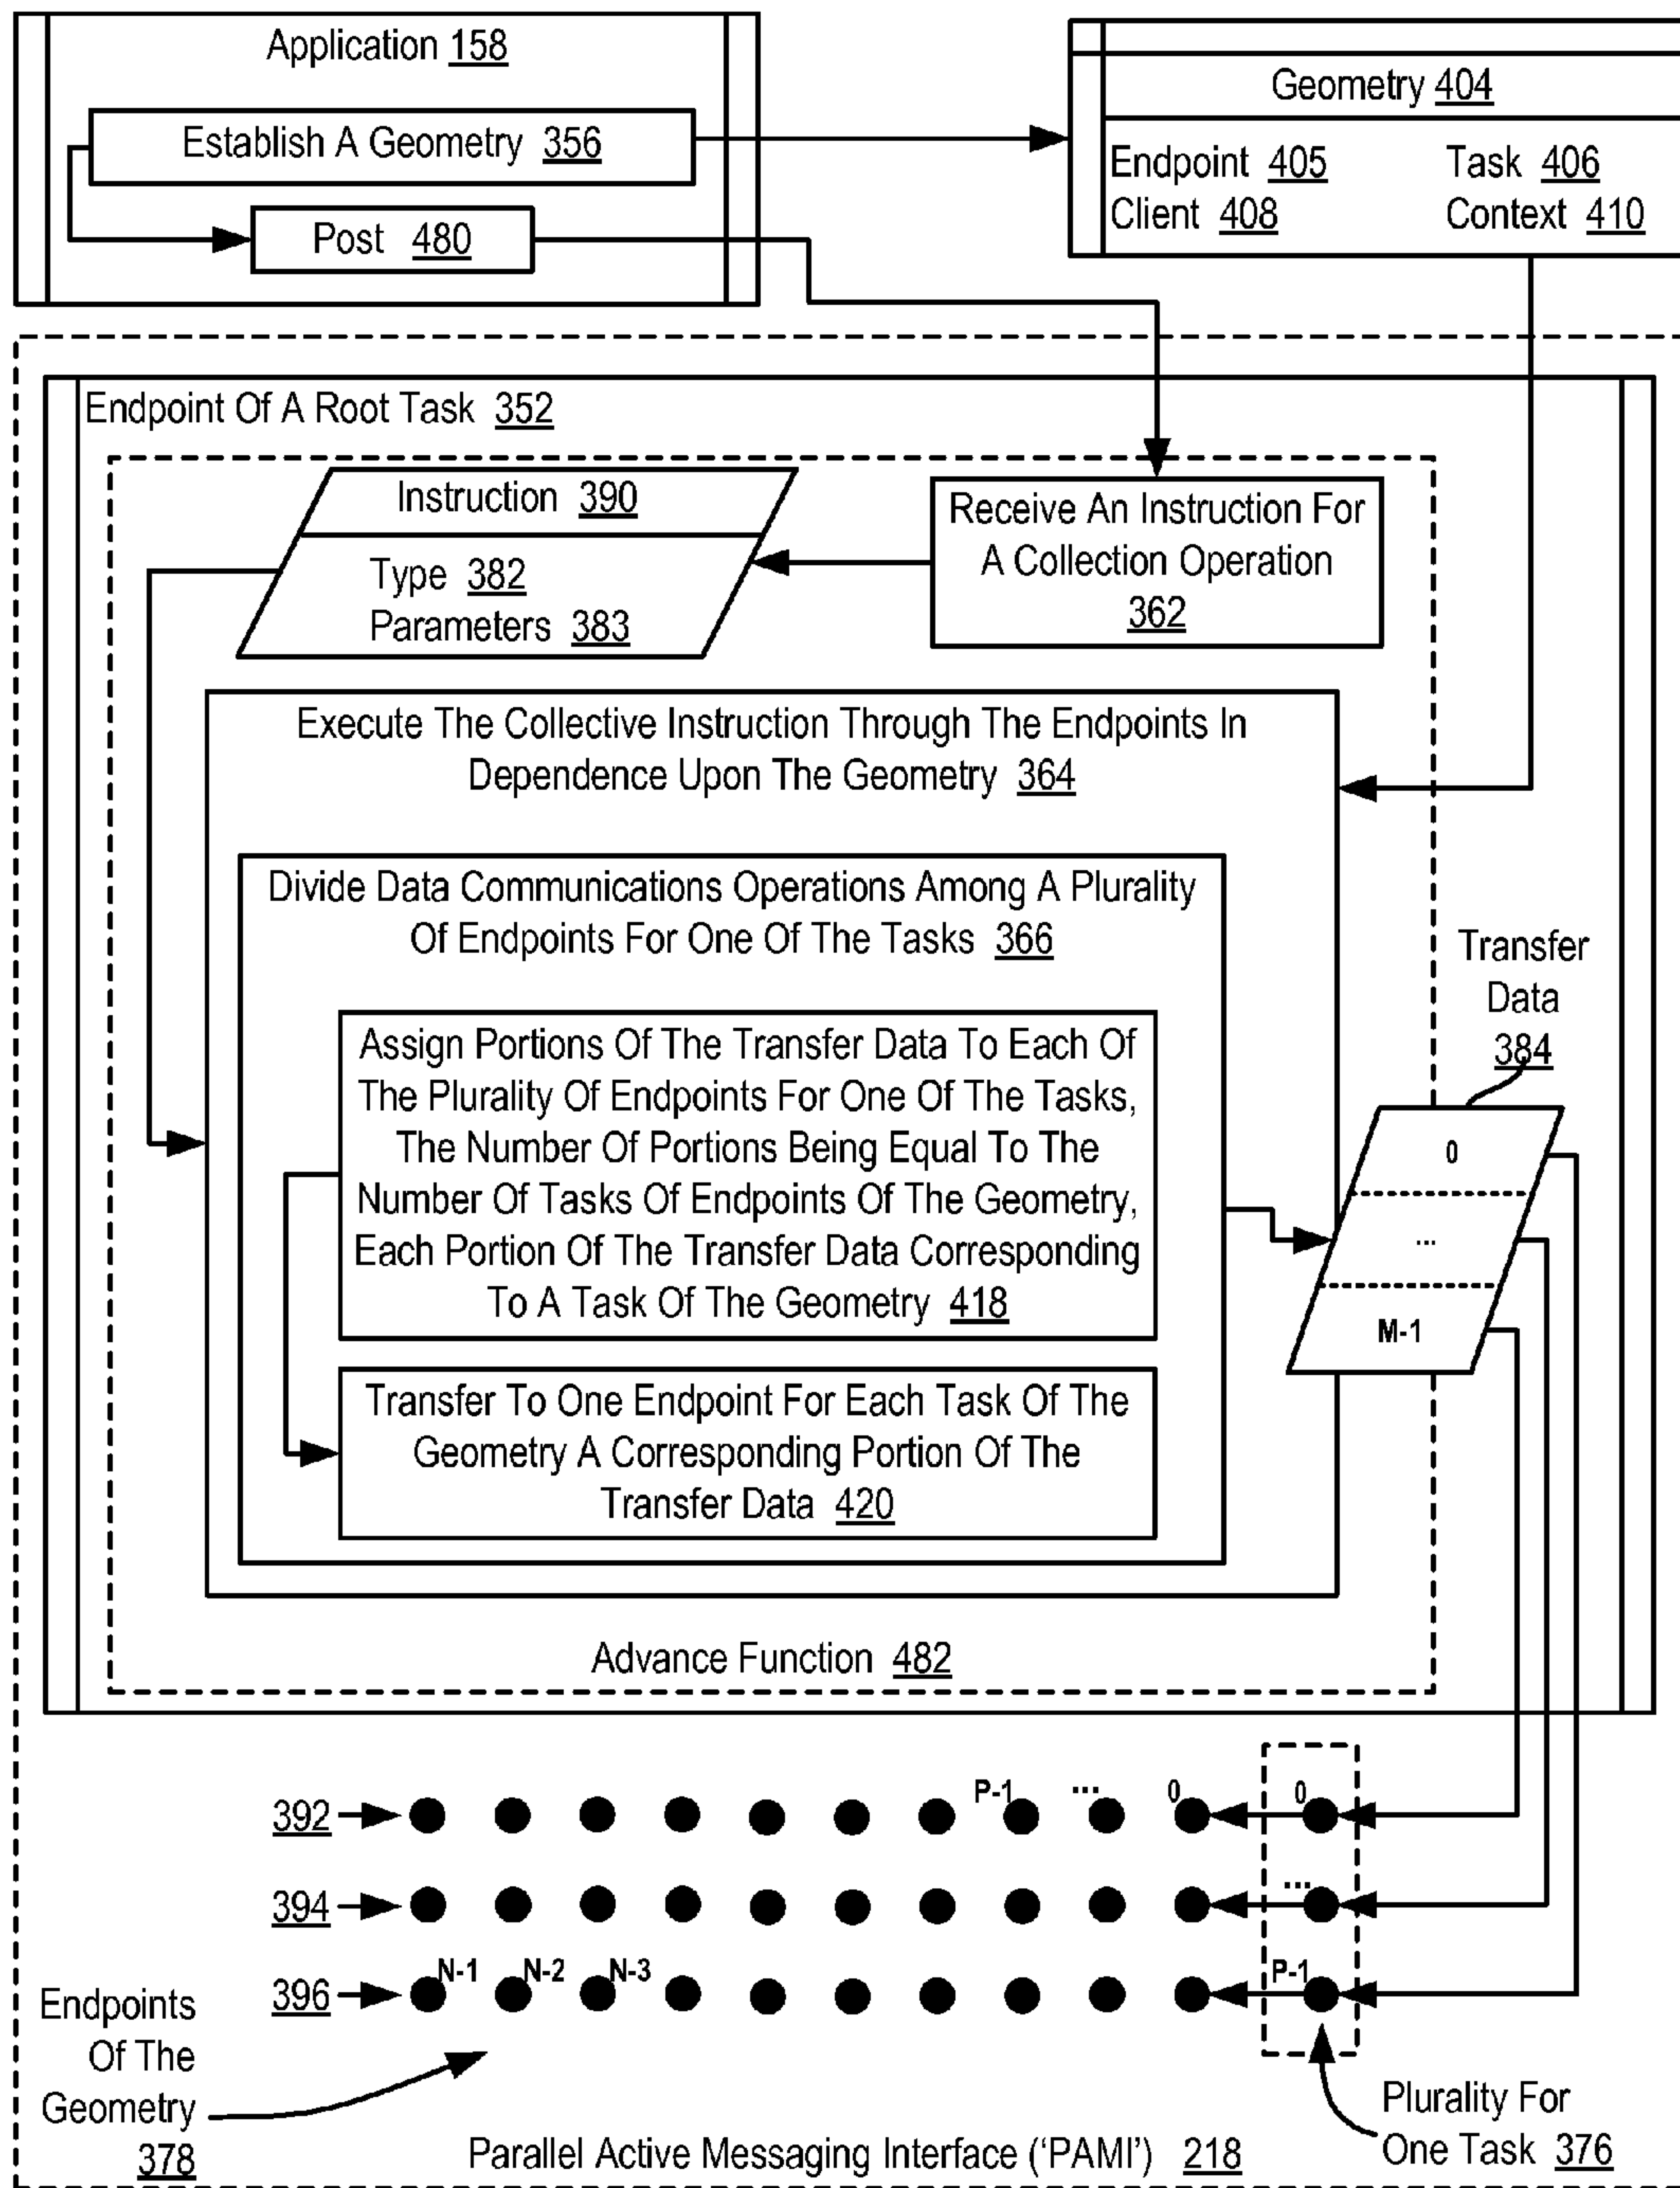 Application 158
Establish A Geometry 356
Post 480
Geometry 404
Endpoint 405 Task 406
Client 408 Context 410
Endpoint Of A Root Task 352
Instruction 390
Type 382
Parameters 383
Receive An Instruction For
A Collection Operation
362
Execute The Collective Instruction Through The Endpoints In
Dependence Upon The Geometry 364
Divide Data Communications Operations Among A Plurality
Of Endpoints For One Of The Tasks 366
Assign Portions Of The Transfer Data To Each Of
The Plurality Of Endpoints For One Of The Tasks,
The Number Of Portions Being Equal To The
Number Of Tasks Of Endpoints Of The Geometry,
Each Portion Of The Transfer Data Corresponding
To A Task Of The Geometry 418
Transfer To One Endpoint For Each Task Of The
Geometry A Corresponding Portion Of The
Transfer Data 420
Transfer
Data
384
0
...
M-1
Advance Function 482
P-1 ... 0 0
392
...
394
N-1 N-2 N-3 P-1
396
Endpoints
Of The
Geometry
378
Plurality For
One Task 376
Parallel Active Messaging Interface (‘PAMI’) 218